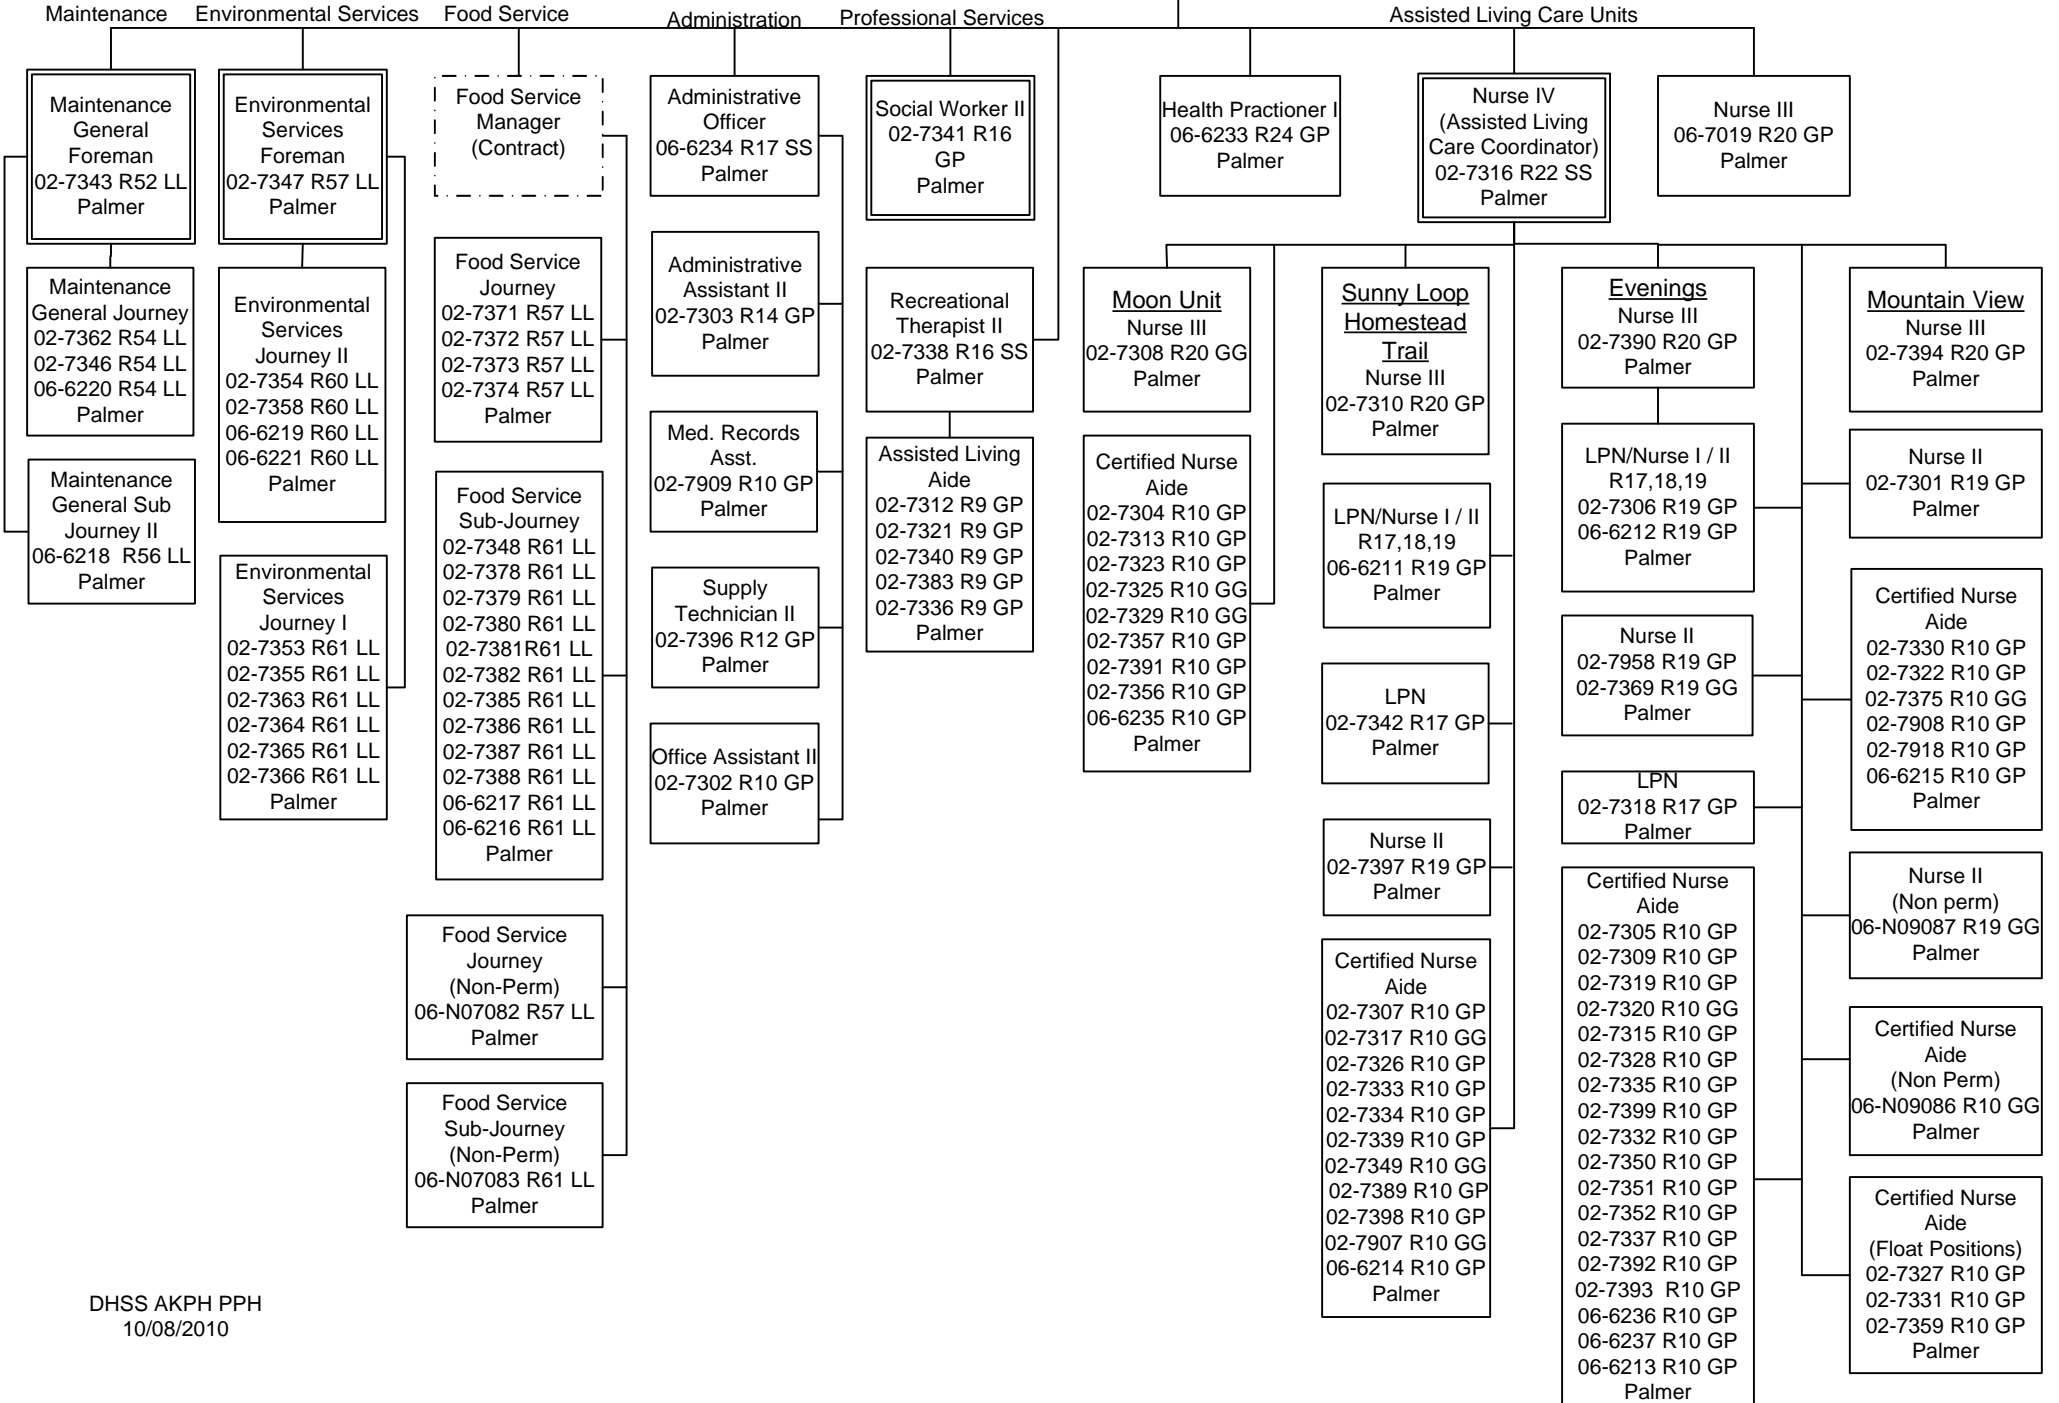 Maintenance
Environmental Services
Food Service
Administration
Professional Services
Assisted Living Care Units
Maintenance
General
Foreman
02-7343 R52 LL
Palmer
Maintenance
General Journey
02-7362 R54 LL
02-7346 R54 LL
06-6220 R54 LL
Palmer
Maintenance
General Sub
Journey II
06-6218 R56 LL
Palmer
Environmental
Services
Foreman
02-7347 R57 LL
Palmer
Environmental
Services
Journey II
02-7354 R60 LL
02-7358 R60 LL
06-6219 R60 LL
06-6221 R60 LL
Palmer
Environmental
Services
Journey I
02-7353 R61 LL
02-7355 R61 LL
02-7363 R61 LL
02-7364 R61 LL
02-7365 R61 LL
02-7366 R61 LL
Palmer
Food Service
Manager
(Contract)
Food Service
Journey
02-7371 R57 LL
02-7372 R57 LL
02-7373 R57 LL
02-7374 R57 LL
Palmer
Food Service
Sub-Journey
02-7348 R61 LL
02-7378 R61 LL
02-7379 R61 LL
02-7380 R61 LL
02-7381R61 LL
02-7382 R61 LL
02-7385 R61 LL
02-7386 R61 LL
02-7387 R61 LL
02-7388 R61 LL
06-6217 R61 LL
06-6216 R61 LL
Palmer
Food Service
Journey
(Non-Perm)
06-N07082 R57 LL
Palmer
Food Service
Sub-Journey
(Non-Perm)
06-N07083 R61 LL
Palmer
Administrative
Officer
06-6234 R17 SS
Palmer
Administrative
Assistant II
02-7303 R14 GP
Palmer
Med. Records
Asst.
02-7909 R10 GP
Palmer
Supply
Technician II
02-7396 R12 GP
Palmer
Office Assistant II
02-7302 R10 GP
Palmer
Social Worker II
02-7341 R16
GP
Palmer
Recreational
Therapist II
02-7338 R16 SS
Palmer
Assisted Living
Aide
02-7312 R9 GP
02-7321 R9 GP
02-7340 R9 GP
02-7383 R9 GP
02-7336 R9 GP
Palmer
Health Practioner I
06-6233 R24 GP
Palmer
Nurse IV
(Assisted Living
Care Coordinator)
02-7316 R22 SS
Palmer
Nurse III
06-7019 R20 GP
Palmer
Moon Unit
Nurse III
02-7308 R20 GG
Palmer
Certified Nurse
Aide
02-7304 R10 GP
02-7313 R10 GP
02-7323 R10 GP
02-7325 R10 GG
02-7329 R10 GG
02-7357 R10 GP
02-7391 R10 GP
02-7356 R10 GP
06-6235 R10 GP
Palmer
Sunny Loop
Homestead
Trail
Nurse III
02-7310 R20 GP
Palmer
LPN/Nurse I / II
R17,18,19
06-6211 R19 GP
Palmer
LPN
02-7342 R17 GP
Palmer
Nurse II
02-7397 R19 GP
Palmer
Certified Nurse
Aide
02-7307 R10 GP
02-7317 R10 GG
02-7326 R10 GP
02-7333 R10 GP
02-7334 R10 GP
02-7339 R10 GP
02-7349 R10 GG
02-7389 R10 GP
02-7398 R10 GP
02-7907 R10 GG
06-6214 R10 GP
Palmer
Evenings
Nurse III
02-7390 R20 GP
Palmer
LPN/Nurse I / II
R17,18,19
02-7306 R19 GP
06-6212 R19 GP
Palmer
Nurse II
02-7958 R19 GP
02-7369 R19 GG
Palmer
LPN
02-7318 R17 GP
Palmer
Certified Nurse
Aide
02-7305 R10 GP
02-7309 R10 GP
02-7319 R10 GP
02-7320 R10 GG
02-7315 R10 GP
02-7328 R10 GP
02-7335 R10 GP
02-7399 R10 GP
02-7332 R10 GP
02-7350 R10 GP
02-7351 R10 GP
02-7352 R10 GP
02-7337 R10 GP
02-7392 R10 GP
02-7393 R10 GP
06-6236 R10 GP
06-6237 R10 GP
06-6213 R10 GP
Palmer
Mountain View
Nurse III
02-7394 R20 GP
Palmer
Nurse II
02-7301 R19 GP
Palmer
Certified Nurse
Aide
02-7330 R10 GP
02-7322 R10 GP
02-7375 R10 GG
02-7908 R10 GP
02-7918 R10 GP
06-6215 R10 GP
Palmer
Nurse II
(Non perm)
06-N09087 R19 GG
Palmer
Certified Nurse
Aide
(Non Perm)
06-N09086 R10 GG
Palmer
Certified Nurse
Aide
(Float Positions)
02-7327 R10 GP
02-7331 R10 GP
02-7359 R10 GP
Palmer
DHSS AKPH PPH
10/08/2010